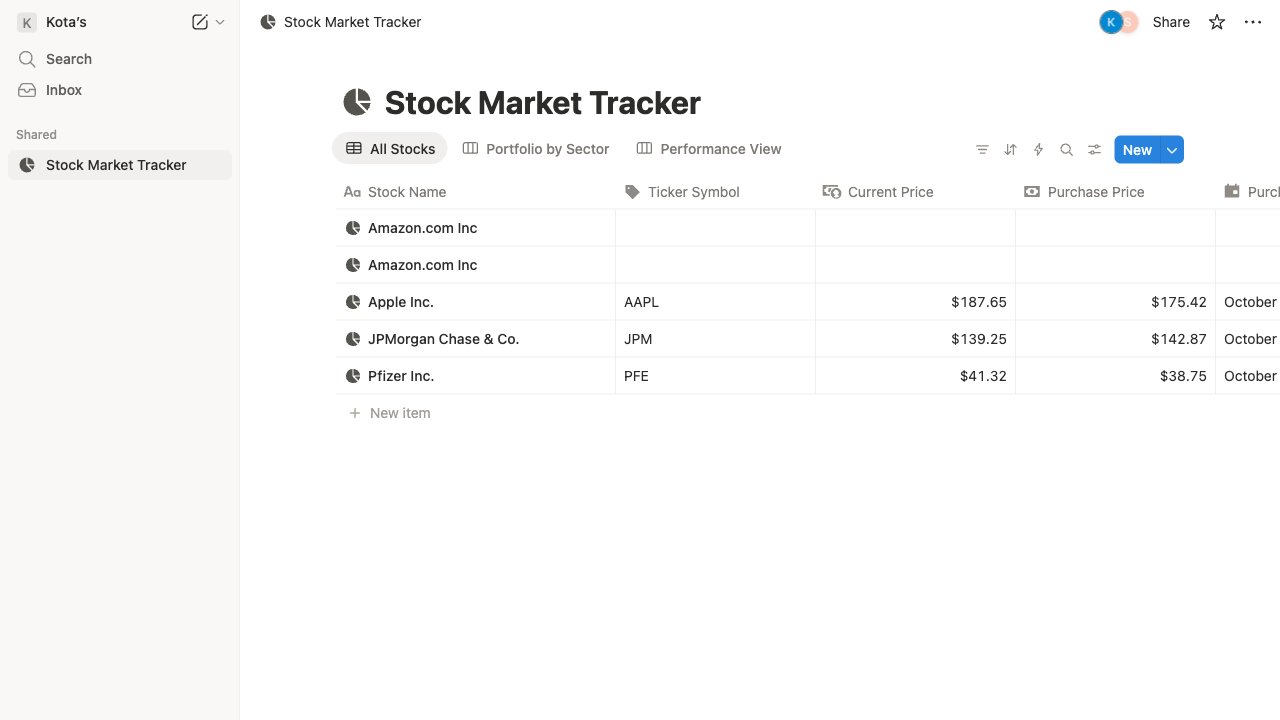 K Kota's
Stock Market Tracker
K S Share
Search
Inbox
Shared
Stock Market Tracker
Stock Market Tracker
All Stocks Portfolio by Sector Performance View New
Aa Stock Name Ticker Symbol Current Price Purchase Price Purc
Amazon.com Inc
Amazon.com Inc
Apple Inc. AAPL $187.65 $175.42 October
JPMorgan Chase & Co. JPM $139.25 $142.87 October
Pfizer Inc. PFE $41.32 $38.75 October
New item